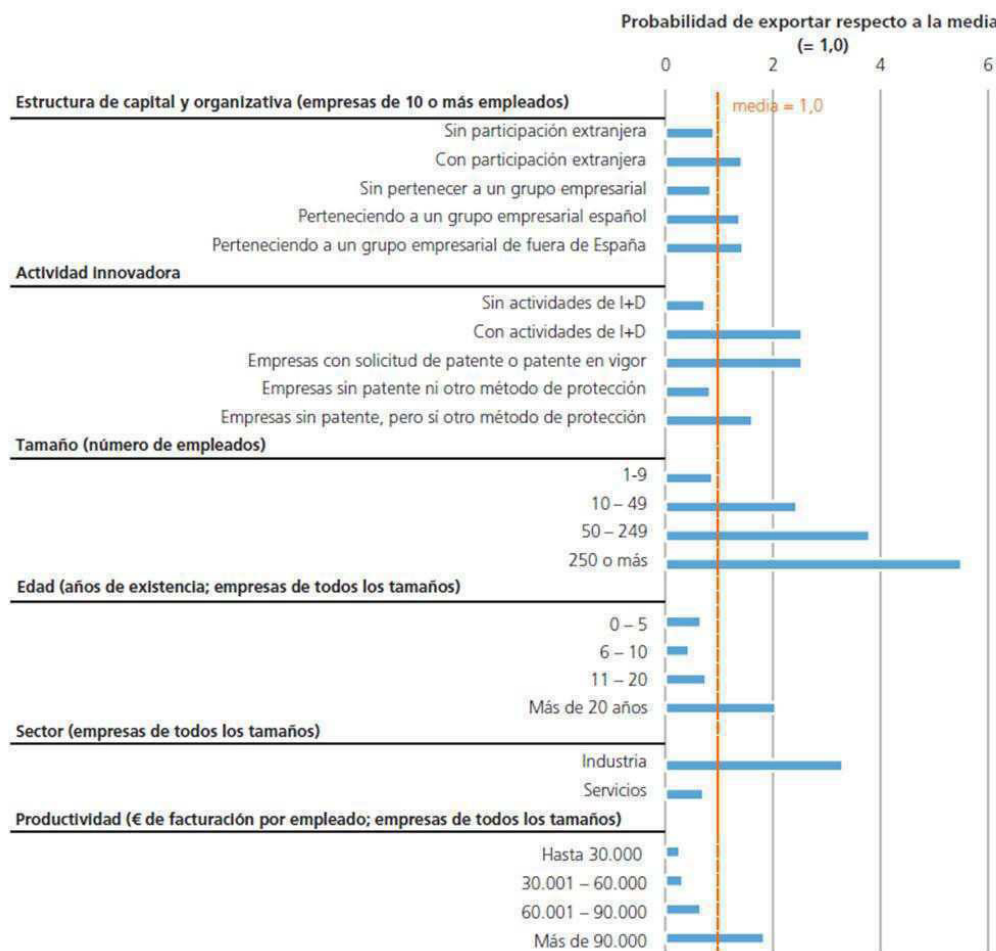 Probabilidad de exportar respecto a la media
(= 1,0)
0 2 4 6
Estructura de capital y organizativa (empresas de 10 o más empleados)
media = 1,0
Sin participación extranjera
Con participación extranjera
Sin pertenecer a un grupo empresarial
Perteneciendo a un grupo empresarial español
Perteneciendo a un grupo empresarial de fuera de España
Actividad innovadora
Sin actividades de I+D
Con actividades de I+D
Empresas con solicitud de patente o patente en vigor
Empresas sin patente ni otro método de protección
Empresas sin patente, pero sí otro método de protección
Tamaño (número de empleados)
1-9
10 – 49
50 – 249
250 o más
Edad (años de existencia; empresas de todos los tamaños)
0 – 5
6 – 10
11 – 20
Más de 20 años
Sector (empresas de todos los tamaños)
Industria
Servicios
Productividad (€ de facturación por empleado; empresas de todos los tamaños)
Hasta 30.000
30.001 – 60.000
60.001 – 90.000
Más de 90.000